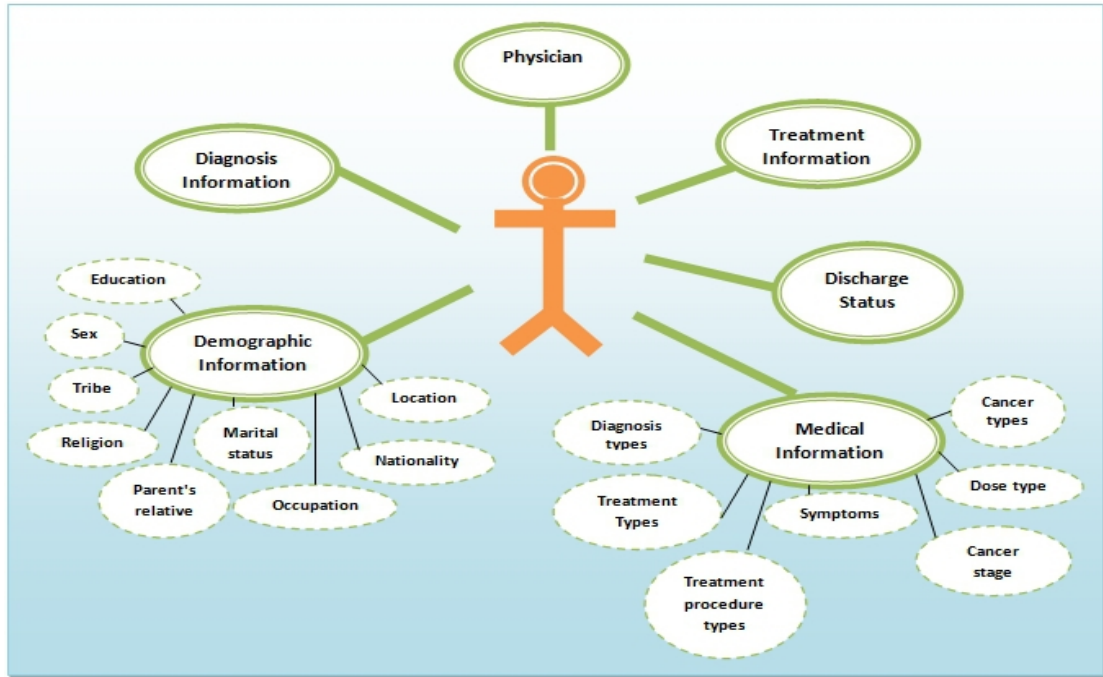 Physician
Treatment
Information
Diagnosis
Information
Discharge
Status
Education
Sex
Demographic
Information
Tribe
Location
Religion
Marital
status
Nationality
Parent's
relative
Occupation
Cancer
types
Diagnosis
types
Medical
Information
Dose type
Treatment
Types
Symptoms
Cancer
stage
Treatment
procedure
types